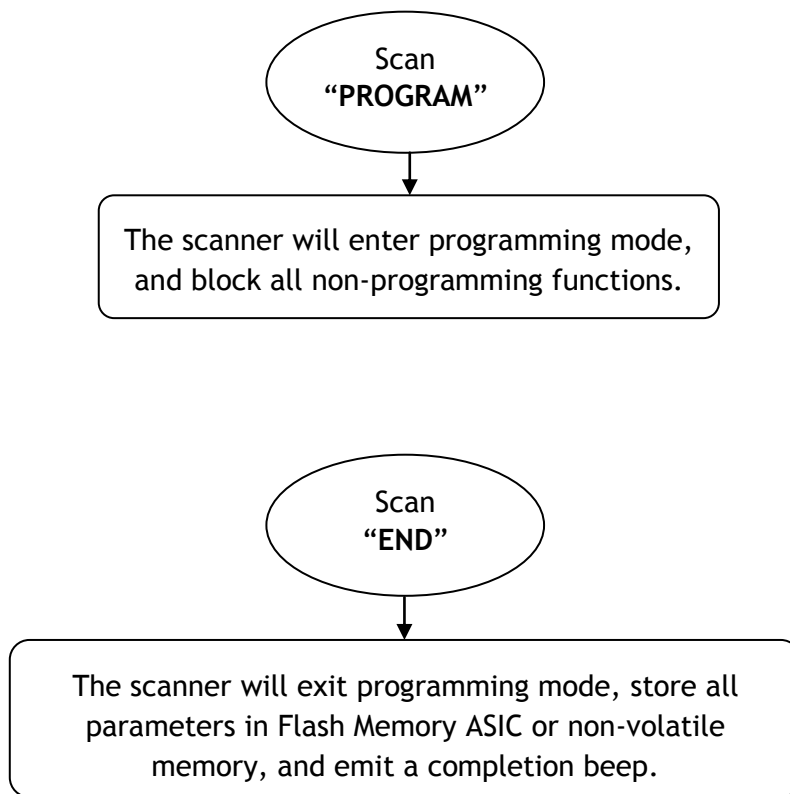 Scan
“PROGRAM”
The scanner will enter programming mode,
and block all non-programming functions.
Scan
“END”
The scanner will exit programming mode, store all
parameters in Flash Memory ASIC or non-volatile
memory, and emit a completion beep.